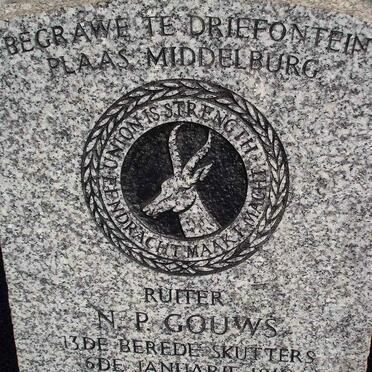 BEGRAWE TE DRIEFONTEIN
PLAAS MIDDELBURG
UNION IS STRENGTH
EENDRACHT MAAKT MACHT
RUITER
N. P. GOUWS
13DE BEREDE SKUTTERS
6DE JANUARIE